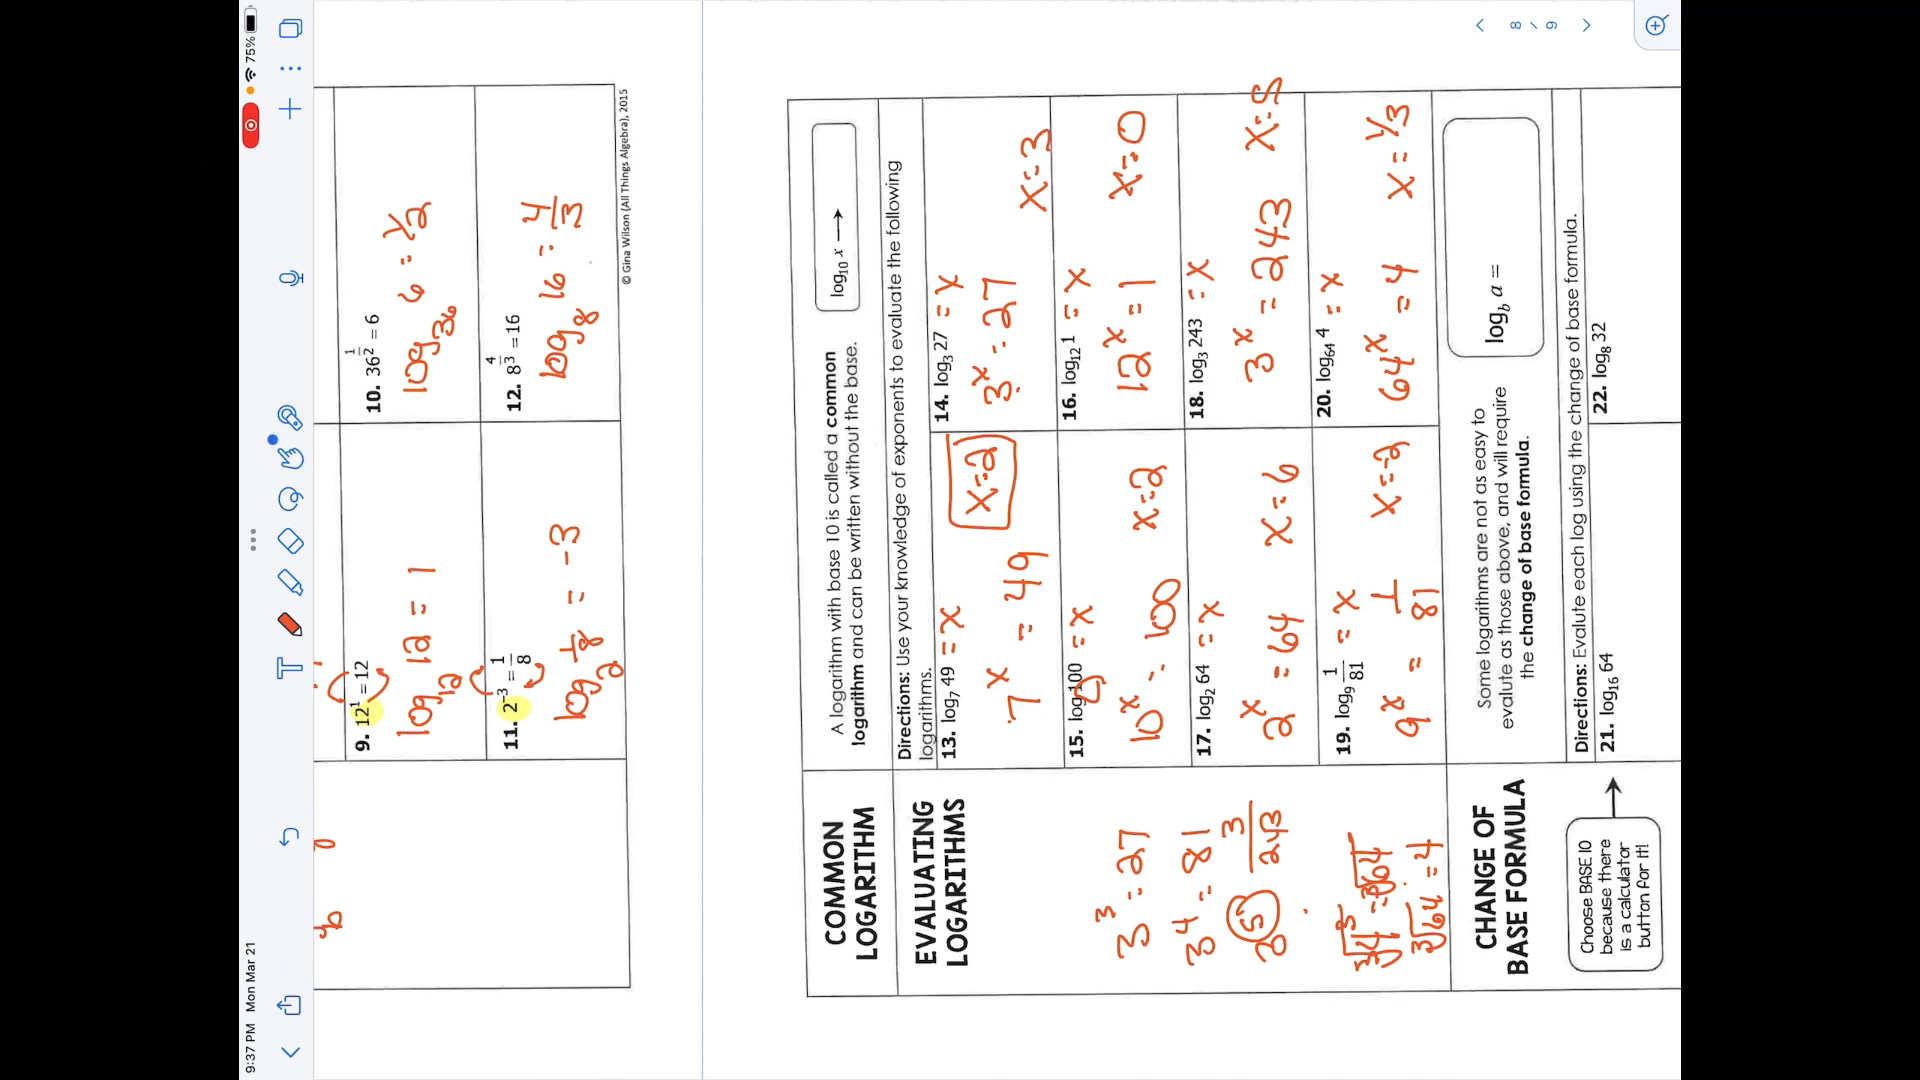 9:37 PM Mon Mar 21
75%
8 / 9
9. 12^1 = 12
log_12 12 = 1
10. 36^(1/2) = 6
log_36 6 = 1/2
11. 2^-3 = 1/8
log_2 1/8 = -3
12. 8^(4/3) = 16
log_8 16 = 4/3
© Gina Wilson (All Things Algebra), 2015
COMMON
LOGARITHM
A logarithm with base 10 is called a common
logarithm and can be written without the base.
log_10 x →
EVALUATING
LOGARITHMS
Directions: Use your knowledge of exponents to evaluate the following
logarithms.
13. log_7 49 = x
7^x = 49
x=2
14. log_3 27 = x
3^x = 27
x=3
15. log 100 = x
10^x = 100
x=2
16. log_12 1 = x
12^x = 1
x=0
17. log_2 64 = x
2^x = 64
x=6
18. log_3 243 = x
3^x = 243
x=5
19. log_9 1/81 = x
9^x = 1/81
x=-2
20. log_64 4 = x
64^x = 4
x = 1/3
3^3 = 27
3^4 = 81
3^5 3
243
∛4^3 = ∛64
∛64 = 4
CHANGE OF
BASE FORMULA
Some logarithms are not as easy to
evalute as those above, and will require
the change of base formula.
log_b a =
Choose BASE 10
because there
is a calculator
button for it!
Directions: Evaluate each log using the change of base formula.
21. log_16 64
22. log_8 32